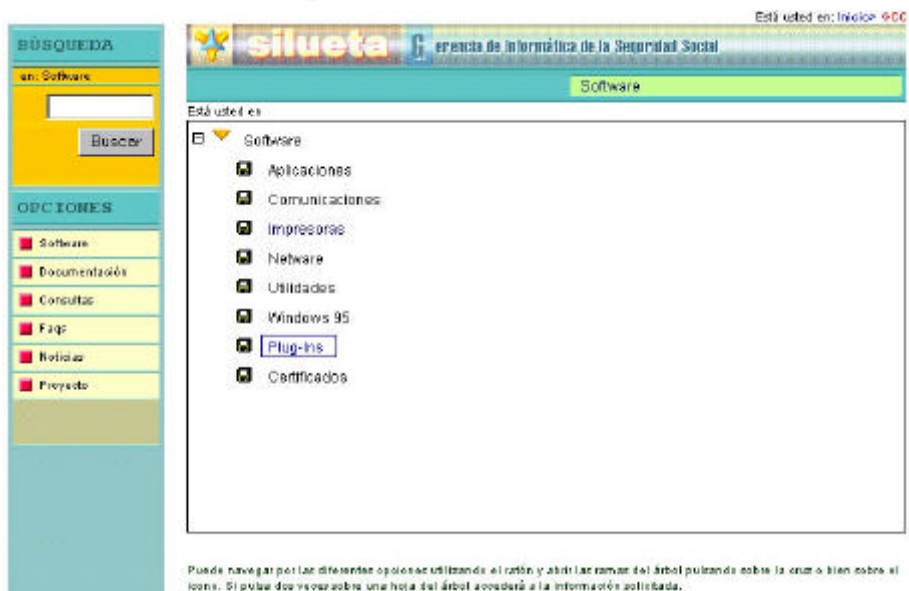 Está usted en: Inicio>
BÚSQUEDA
en: Software
Buscar
OPCIONES
Software
Documentación
Consultas
Faqs
Noticias
Proyecto
silueta Gerencia de Informática de la Seguridad Social
Software
Está usted en
Software
Aplicaciones
Comunicaciones
Impresoras
Netware
Utilidades
Windows 95
Plug-ins
Certificados
Puede navegar por las diferentes opciones utilizando el ratón y abrir las ramas del árbol pulsando sobre la cruz o bien sobre el
icono. Si pulsa dos veces sobre una hoja del árbol accederá a la información solicitada.